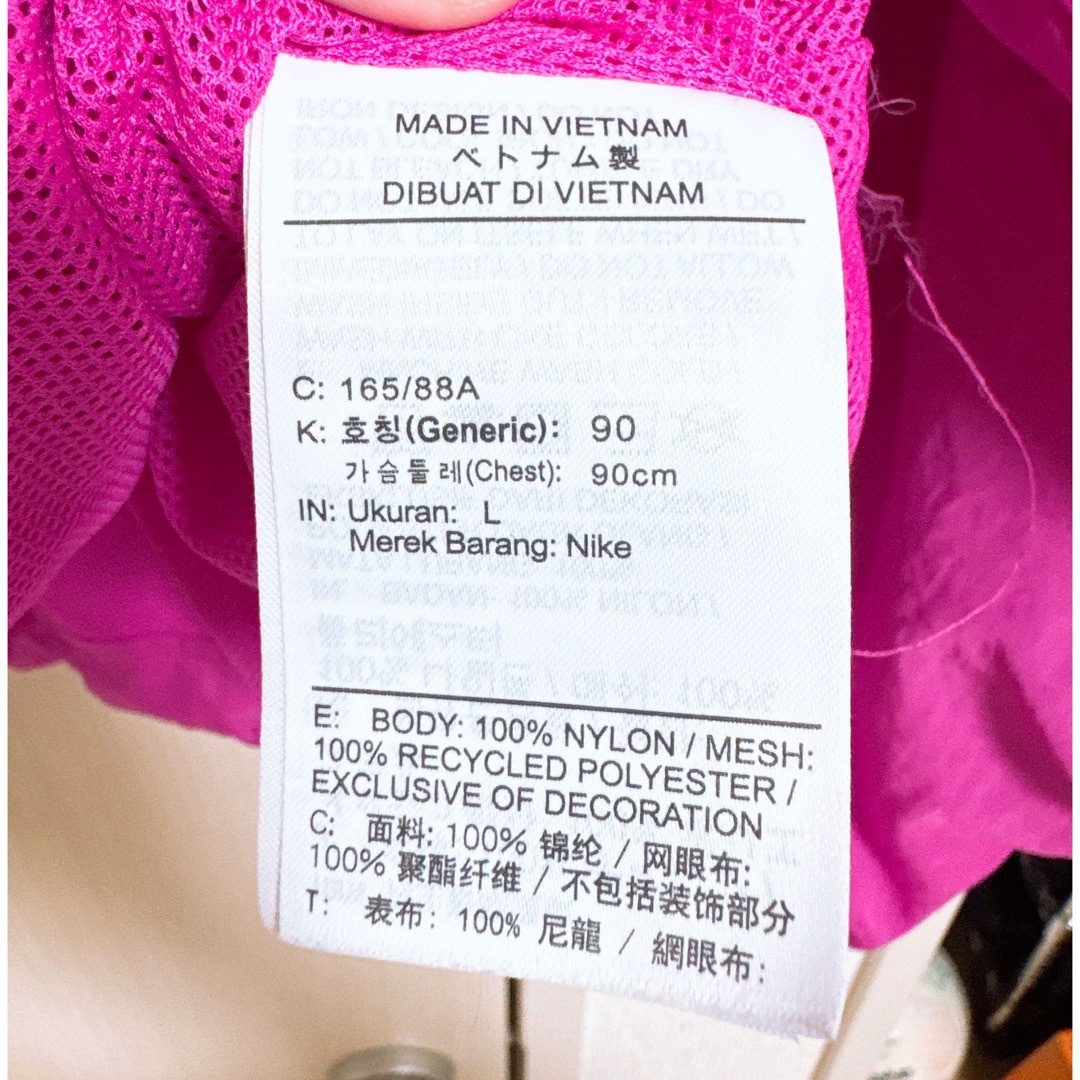 MADE IN VIETNAM
ベトナム製
DIBUAT DI VIETNAM
C: 165/88A
K: 호칭(Generic): 90
가슴둘레(Chest): 90cm
IN: Ukuran: L
Merek Barang: Nike
E: BODY: 100% NYLON / MESH:
100% RECYCLED POLYESTER /
EXCLUSIVE OF DECORATION
C: 面料: 100% 锦纶 / 网眼布:
100% 聚酯纤维 / 不包括装饰部分
T: 表布: 100% 尼龍 / 網眼布: